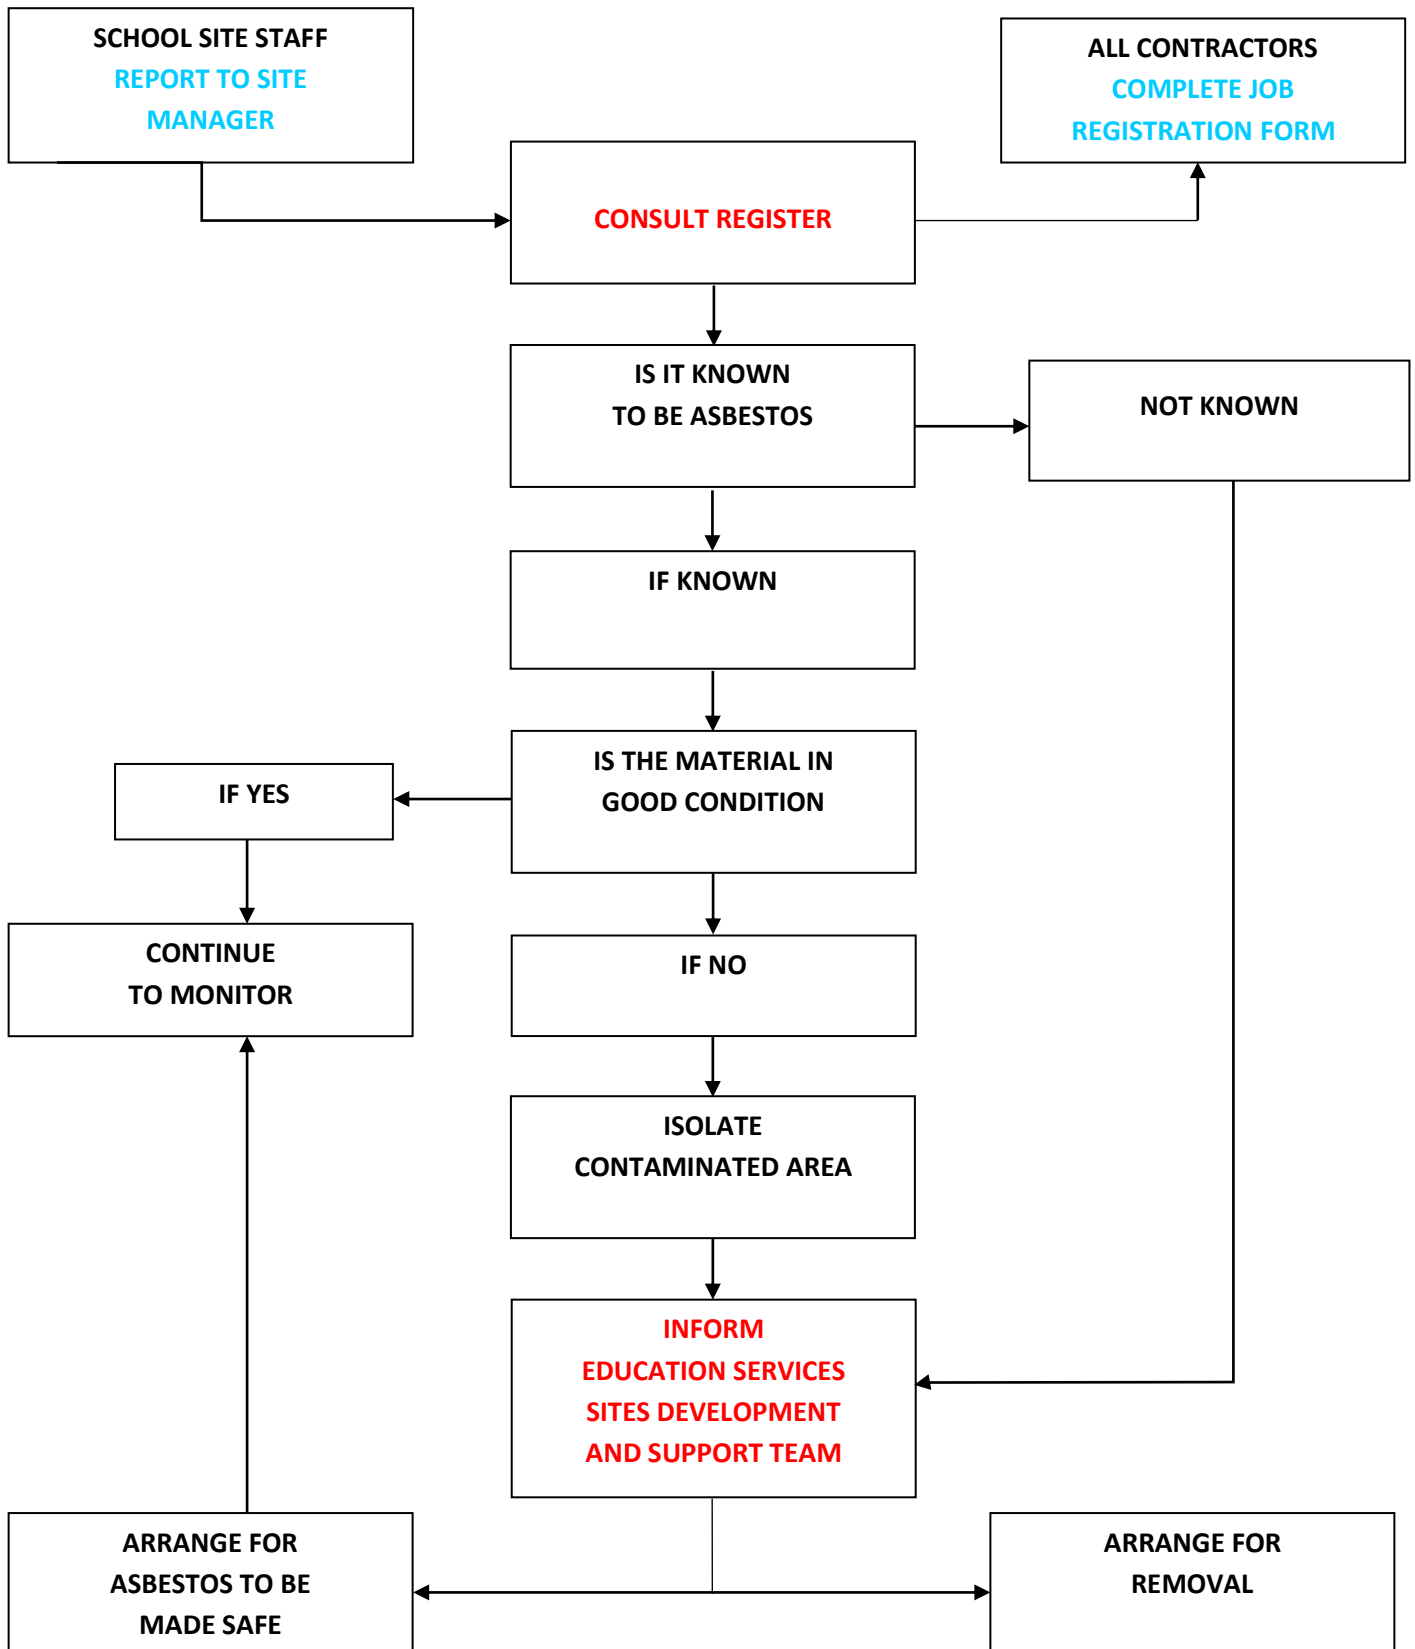 SCHOOL SITE STAFF
REPORT TO SITE
MANAGER
ALL CONTRACTORS
COMPLETE JOB
REGISTRATION FORM
CONSULT REGISTER
IS IT KNOWN
TO BE ASBESTOS
NOT KNOWN
IF KNOWN
IS THE MATERIAL IN
GOOD CONDITION
IF YES
CONTINUE
TO MONITOR
IF NO
ISOLATE
CONTAMINATED AREA
INFORM
EDUCATION SERVICES
SITES DEVELOPMENT
AND SUPPORT TEAM
ARRANGE FOR
ASBESTOS TO BE
MADE SAFE
ARRANGE FOR
REMOVAL